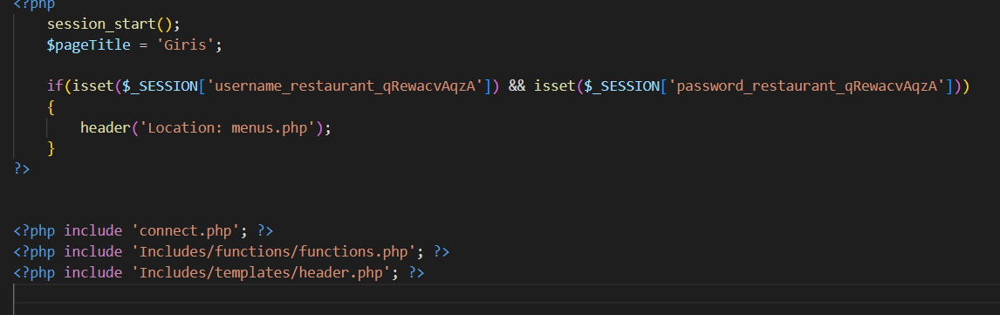 <?php
session_start();
$pageTitle = 'Giris';
if(isset($_SESSION['username_restaurant_qRewacvAqzA']) && isset($_SESSION['password_restaurant_qRewacvAqzA']))
{
header('Location: menus.php');
}
?>
<?php include 'connect.php'; ?>
<?php include 'Includes/functions/functions.php'; ?>
<?php include 'Includes/templates/header.php'; ?>